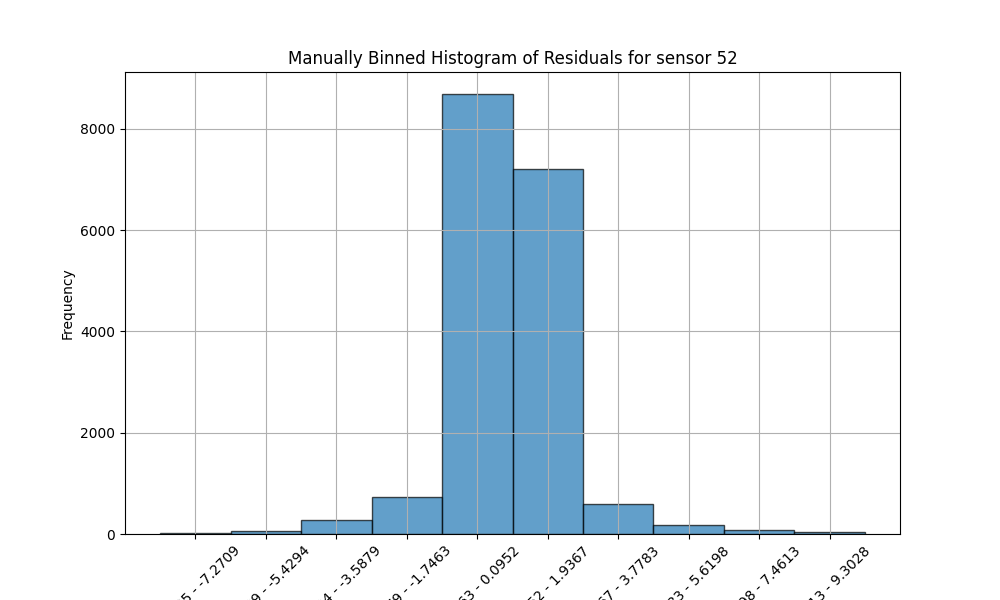 Manually Binned Histogram of Residuals for sensor 52
Frequency
8000
6000
4000
2000
0
5 - -7.2709
9 - -5.4294
4 - -3.5879
9 - -1.7463
63 - 0.0952
52 - 1.9367
67 - 3.7783
83 - 5.6198
98 - 7.4613
13 - 9.3028